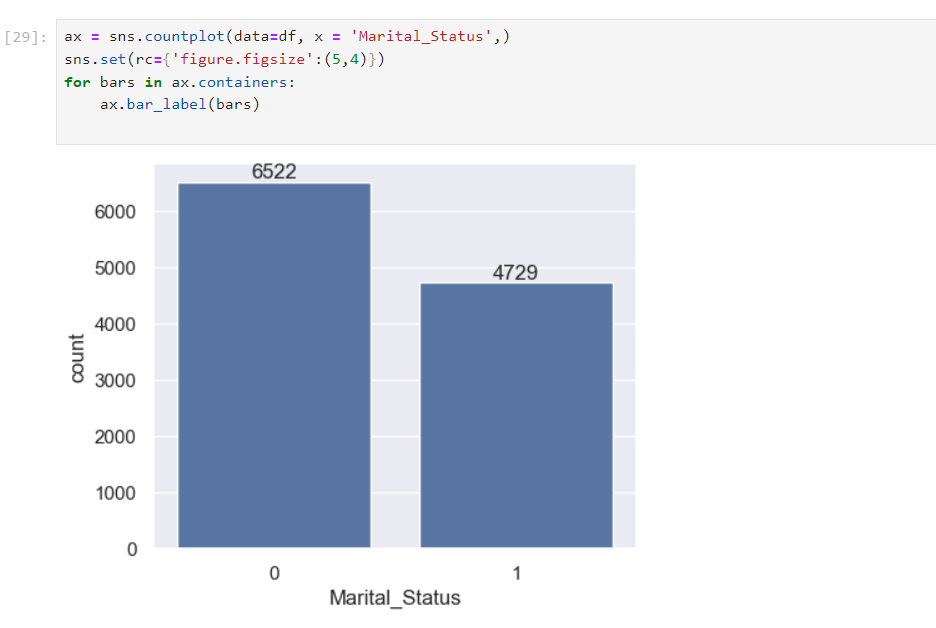 [29]:
ax = sns.countplot(data=df, x = 'Marital_Status',)
sns.set(rc={'figure.figsize':(5,4)})
for bars in ax.containers:
    ax.bar_label(bars)
6522
4729
6000
5000
4000
3000
2000
1000
0
count
0 1
Marital_Status